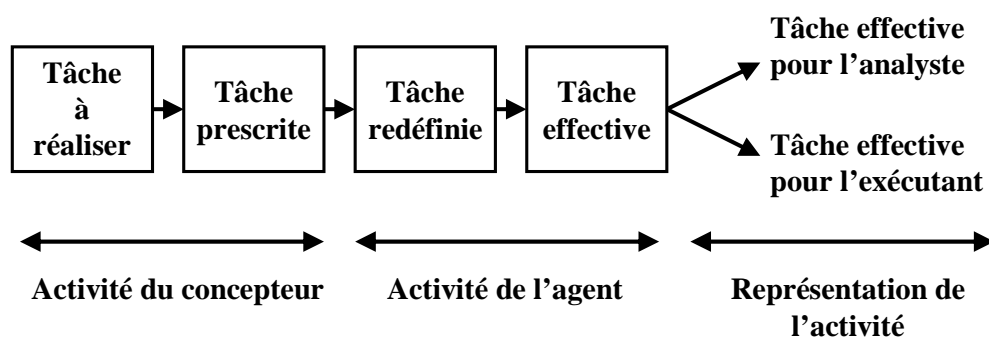 Tâche
à
réaliser
Tâche
prescrite
Tâche
redéfinie
Tâche
effective
Tâche effective
pour l’analyste
Tâche effective
pour l’exécutant
Activité du concepteur
Activité de l’agent
Représentation de
l’activité